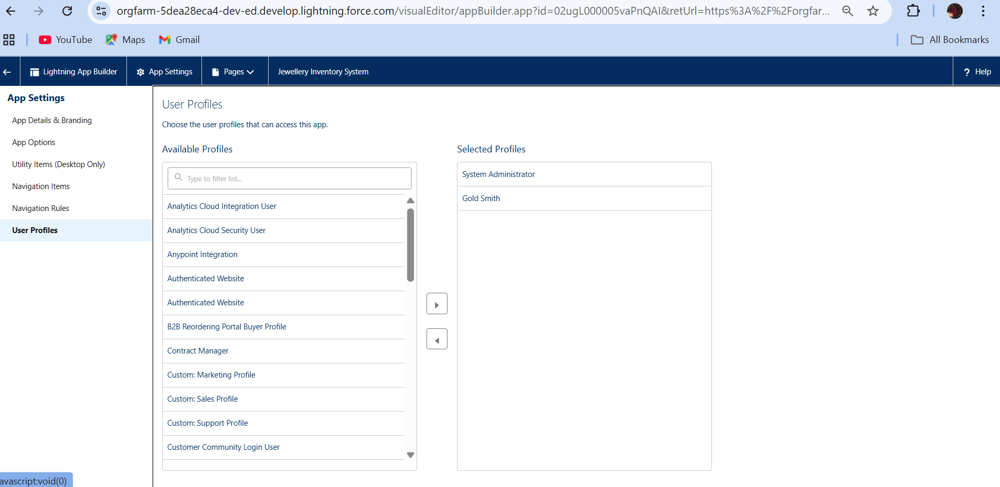 orgfarm-5dea28eca4-dev-ed.develop.lightning.force.com/visualEditor/appBuilder.app?id=02ugL000005vaPnQAI&retUrl=https%3A%2F%2Forgfar...
YouTube Maps Gmail All Bookmarks
Lightning App Builder App Settings Pages Jewellery Inventory System ? Help
App Settings
App Details & Branding
App Options
Utility Items (Desktop Only)
Navigation Items
Navigation Rules
User Profiles
User Profiles
Choose the user profiles that can access this app.
Available Profiles
Type to filter list...
Analytics Cloud Integration User
Analytics Cloud Security User
Anypoint Integration
Authenticated Website
Authenticated Website
B2B Reordering Portal Buyer Profile
Contract Manager
Custom: Marketing Profile
Custom: Sales Profile
Custom: Support Profile
Customer Community Login User
Selected Profiles
System Administrator
Gold Smith
avascript:void(0)